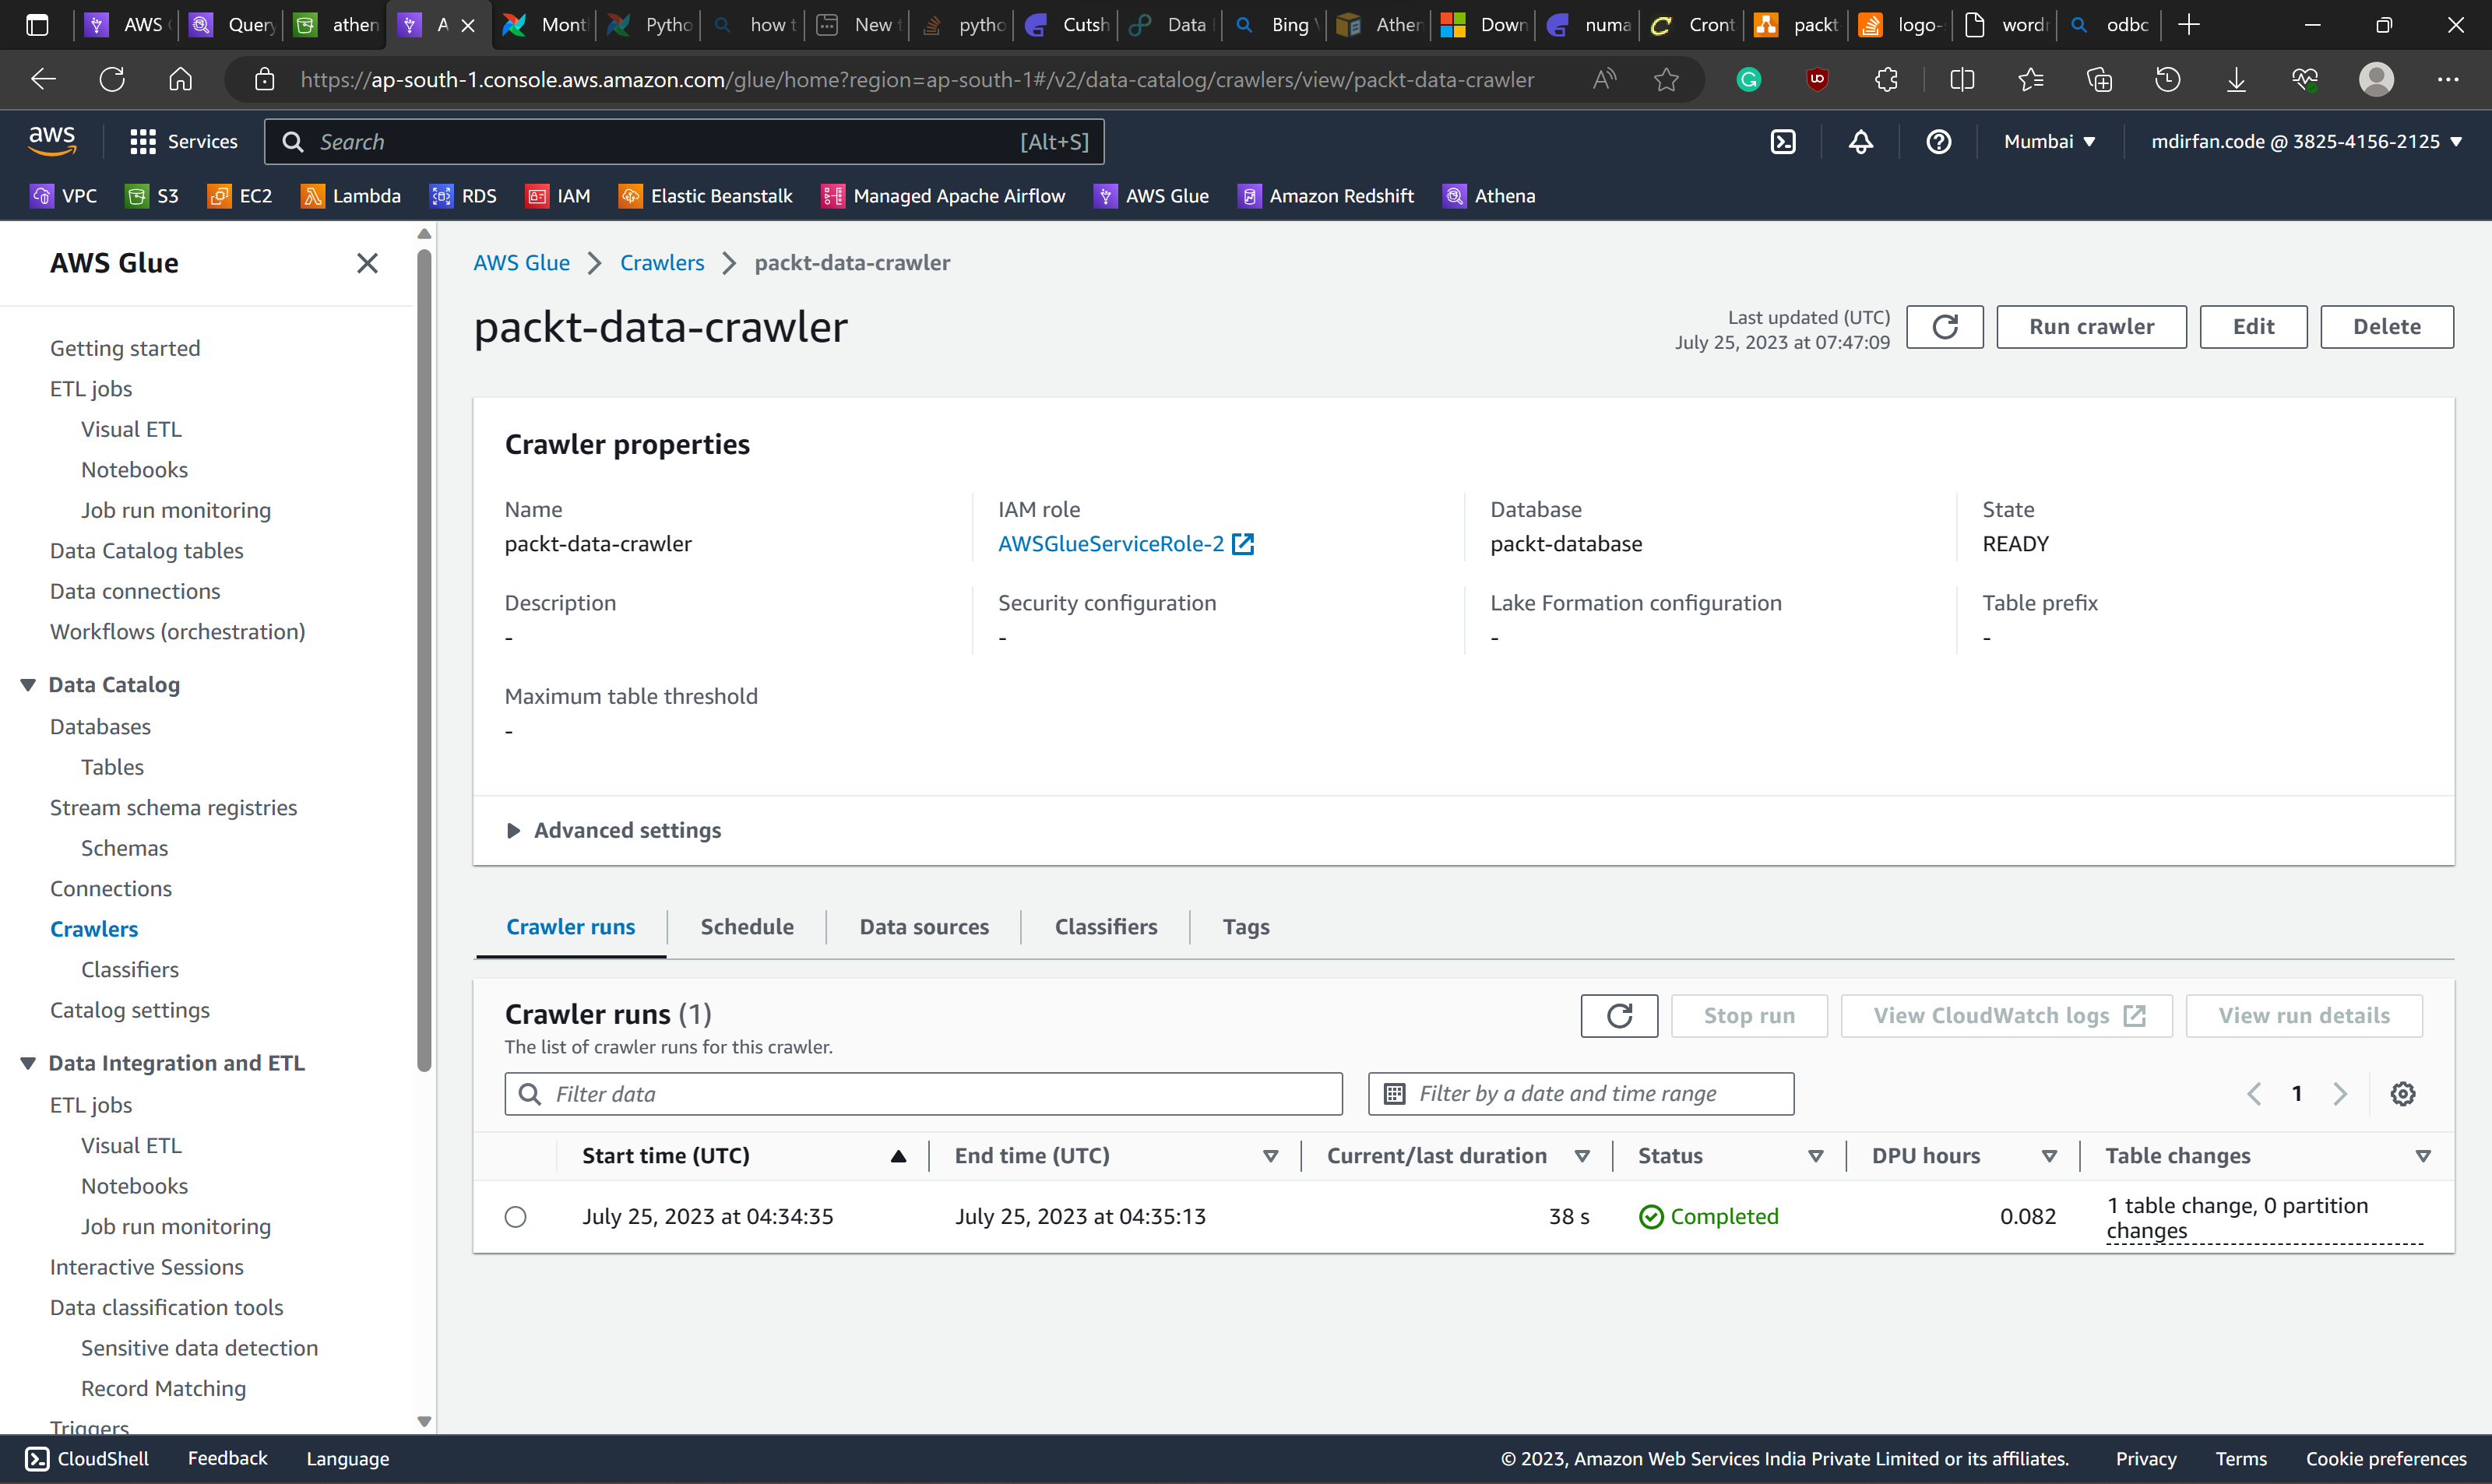 AWS
Query
athen
A
Mont
Pytho
how t
New t
pytho
Cutsh
Data
Bing
Athen
Down
numa
Cront
packt
logo-
word
odbc
https://ap-south-1.console.aws.amazon.com/glue/home?region=ap-south-1#/v2/data-catalog/crawlers/view/packt-data-crawler
aws
Services
Search
[Alt+S]
Mumbai
mdirfan.code @ 3825-4156-2125
VPC
S3
EC2
Lambda
RDS
IAM
Elastic Beanstalk
Managed Apache Airflow
AWS Glue
Amazon Redshift
Athena
AWS Glue
Getting started
ETL jobs
Visual ETL
Notebooks
Job run monitoring
Data Catalog tables
Data connections
Workflows (orchestration)
Data Catalog
Databases
Tables
Stream schema registries
Schemas
Connections
Crawlers
Classifiers
Catalog settings
Data Integration and ETL
ETL jobs
Visual ETL
Notebooks
Job run monitoring
Interactive Sessions
Data classification tools
Sensitive data detection
Record Matching
Triggers
AWS Glue
Crawlers
packt-data-crawler
packt-data-crawler
Last updated (UTC)
July 25, 2023 at 07:47:09
Run crawler
Edit
Delete
Crawler properties
Name
packt-data-crawler
IAM role
AWSGlueServiceRole-2
Database
packt-database
State
READY
Description
-
Security configuration
-
Lake Formation configuration
-
Table prefix
-
Maximum table threshold
-
Advanced settings
Crawler runs
Schedule
Data sources
Classifiers
Tags
Crawler runs (1)
The list of crawler runs for this crawler.
Stop run
View CloudWatch logs
View run details
Filter data
Filter by a date and time range
1
Start time (UTC)
End time (UTC)
Current/last duration
Status
DPU hours
Table changes
July 25, 2023 at 04:34:35
July 25, 2023 at 04:35:13
38 s
Completed
0.082
1 table change, 0 partition
changes
CloudShell
Feedback
Language
© 2023, Amazon Web Services India Private Limited or its affiliates.
Privacy
Terms
Cookie preferences